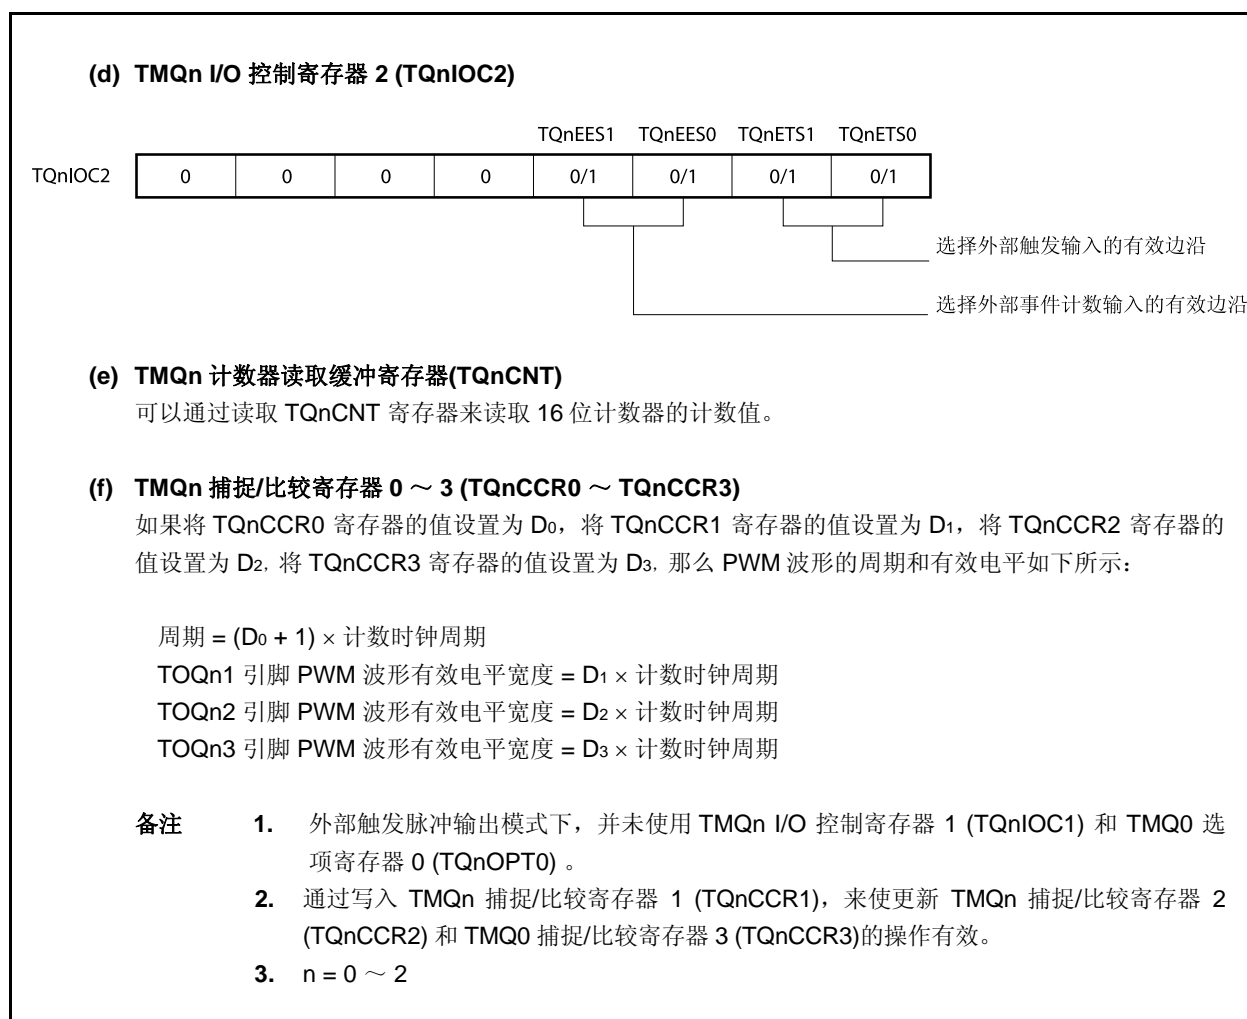 (d) TMQn I/O 控制寄存器 2 (TQnIOC2)
TQnEES1 TQnEES0 TQnETS1 TQnETS0
TQnIOC2 0 0 0 0 0/1 0/1 0/1 0/1
选择外部触发输入的有效边沿
选择外部事件计数输入的有效边沿
(e) TMQn 计数器读取缓冲寄存器(TQnCNT)
可以通过读取 TQnCNT 寄存器来读取 16 位计数器的计数值。
(f) TMQn 捕捉/比较寄存器 0 ～ 3 (TQnCCR0 ～ TQnCCR3)
如果将 TQnCCR0 寄存器的值设置为 D0，将 TQnCCR1 寄存器的值设置为 D1，将 TQnCCR2 寄存器的
值设置为 D2，将 TQnCCR3 寄存器的值设置为 D3，那么 PWM 波形的周期和有效电平如下所示：
周期 = (D0 + 1) × 计数时钟周期
TOQn1 引脚 PWM 波形有效电平宽度 = D1 × 计数时钟周期
TOQn2 引脚 PWM 波形有效电平宽度 = D2 × 计数时钟周期
TOQn3 引脚 PWM 波形有效电平宽度 = D3 × 计数时钟周期
备注 1. 外部触发脉冲输出模式下，并未使用 TMQn I/O 控制寄存器 1 (TQnIOC1) 和 TMQ0 选
项寄存器 0 (TQnOPT0) 。
2. 通过写入 TMQn 捕捉/比较寄存器 1 (TQnCCR1)，来使更新 TMQn 捕捉/比较寄存器 2
(TQnCCR2) 和 TMQ0 捕捉/比较寄存器 3 (TQnCCR3)的操作有效。
3. n = 0 ～ 2